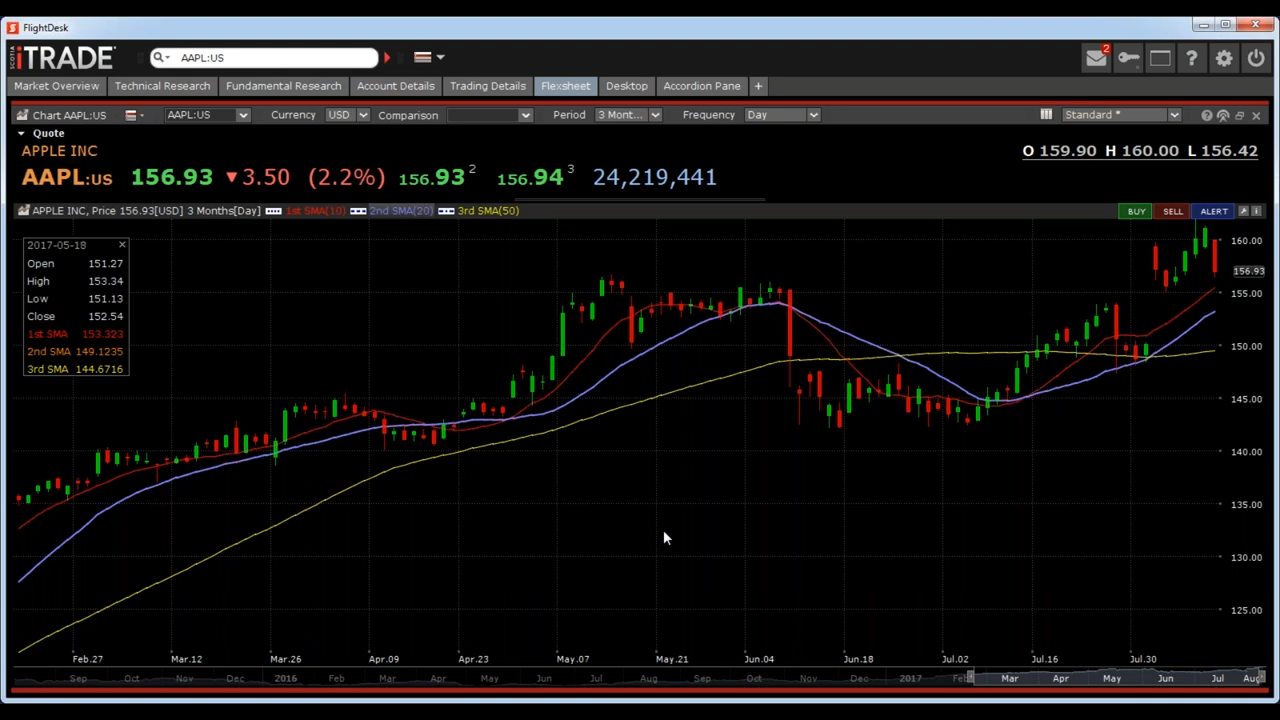 FlightDesk
SCOTIA iTRADE AAPL:US 2
Market Overview Technical Research Fundamental Research Account Details Trading Details Flexsheet Desktop Accordion Pane +
Chart AAPL:US AAPL:US Currency USD Comparison Period 3 Mont... Frequency Day Standard *
Quote
APPLE INC O 159.90 H 160.00 L 156.42
AAPL:US 156.93 ▼3.50 (2.2%) 156.93 2 156.94 3 24,219,441
APPLE INC, Price 156.93[USD] 3 Months[Day] 1st SMA(10) 2nd SMA(20) 3rd SMA(50) BUY SELL ALERT
2017-05-18
Open 151.27
High 153.34
Low 151.13
Close 152.54
1st SMA 153.323
2nd SMA 149.1235
3rd SMA 144.6716
160.00
156.93
155.00
150.00
145.00
140.00
135.00
130.00
125.00
Feb.27 Mar.12 Mar.26 Apr.09 Apr.23 May.07 May.21 Jun.04 Jun.18 Jul.02 Jul.16 Jul.30
Sep Oct Nov Dec 2016 Feb Mar Apr May Jun Jul Aug Sep Oct Nov Dec 2017 Mar Apr May Jun Jul